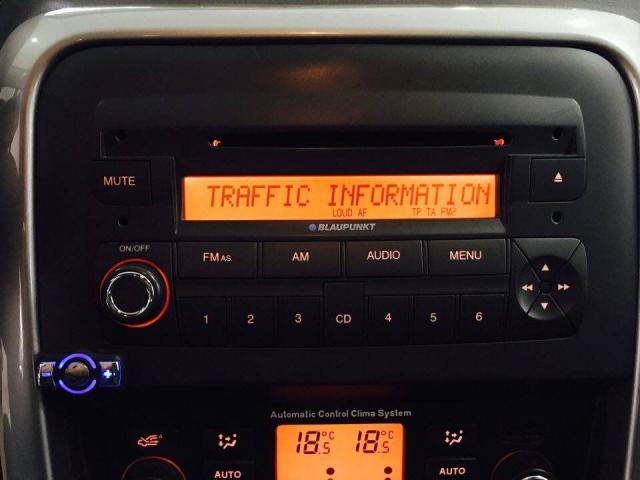 MUTE
TRAFFIC INFORMATION
LOUD AF TP TA FM2
BLAUPUNKT
ON/OFF
FM AS AM AUDIO MENU
1 2 3 CD 4 5 6
Automatic Control Clima System
18.5°C 18.5°C
AUTO AUTO